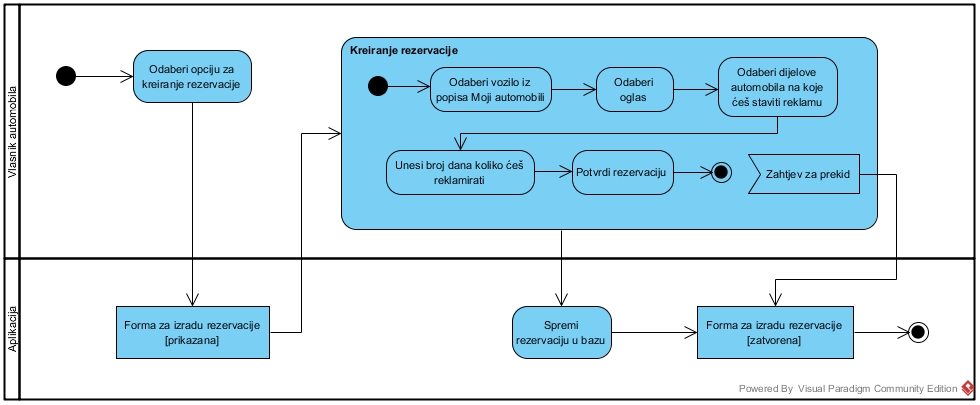 Vlasnik automobila
Odaberi opciju za
kreiranje rezervacije
Kreiranje rezervacije
Odaberi vozilo iz
popisa Moji automobili
Odaberi
oglas
Odaberi dijelove
automobila na koje
ćeš staviti reklamu
Unesi broj dana koliko ćeš
reklamirati
Potvrdi rezervaciju
Zahtjev za prekid
Aplikacija
Forma za izradu rezervacije
[prikazana]
Spremi
rezervaciju u bazu
Forma za izradu rezervacije
[zatvorena]
Powered By Visual Paradigm Community Edition